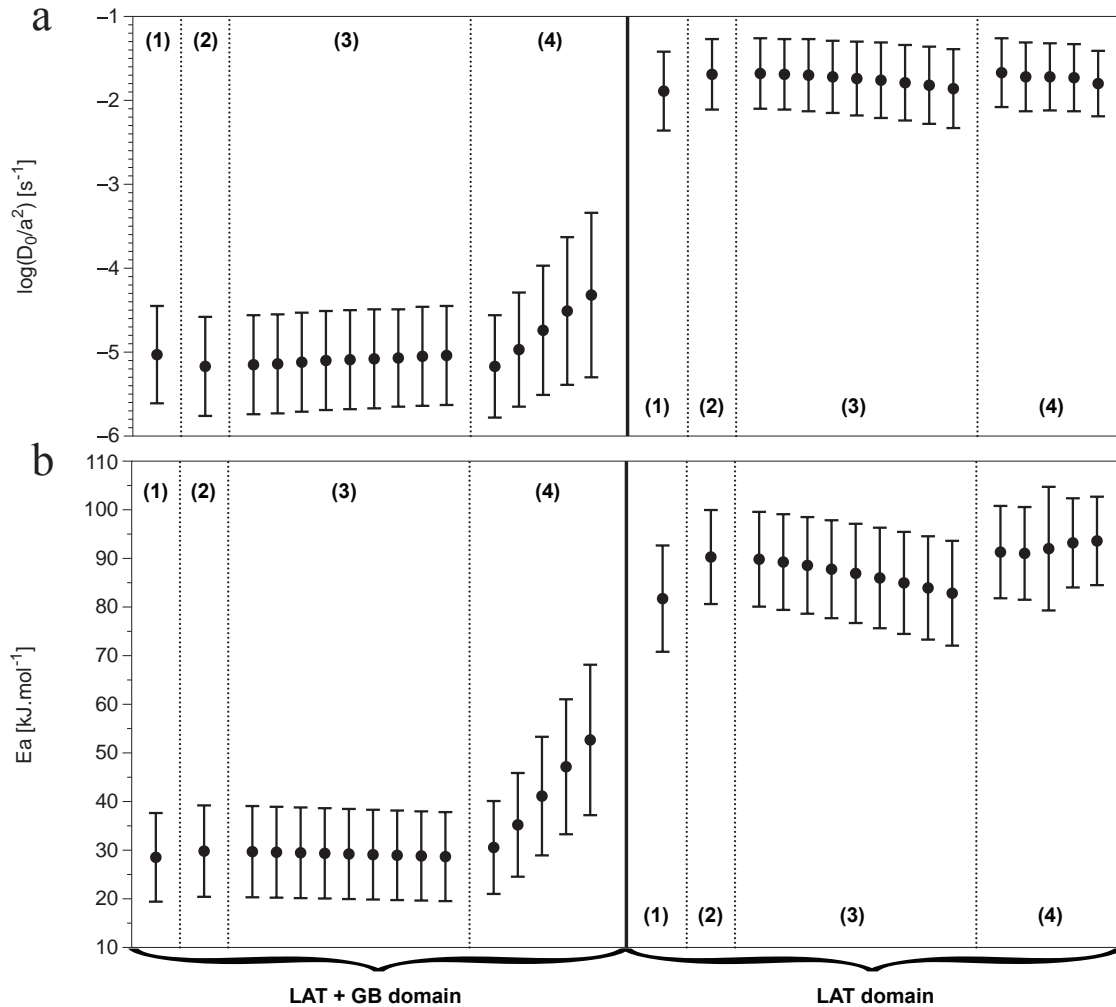 a
log(D₀/a²) [s⁻¹]
–1
–2
–3
–4
–5
–6
(1) (2) (3) (4)
(1) (2) (3) (4)
b
Ea [kJ.mol⁻¹]
110
100
90
80
70
60
50
40
30
20
10
(1) (2) (3) (4)
(1) (2) (3) (4)
LAT + GB domain LAT domain